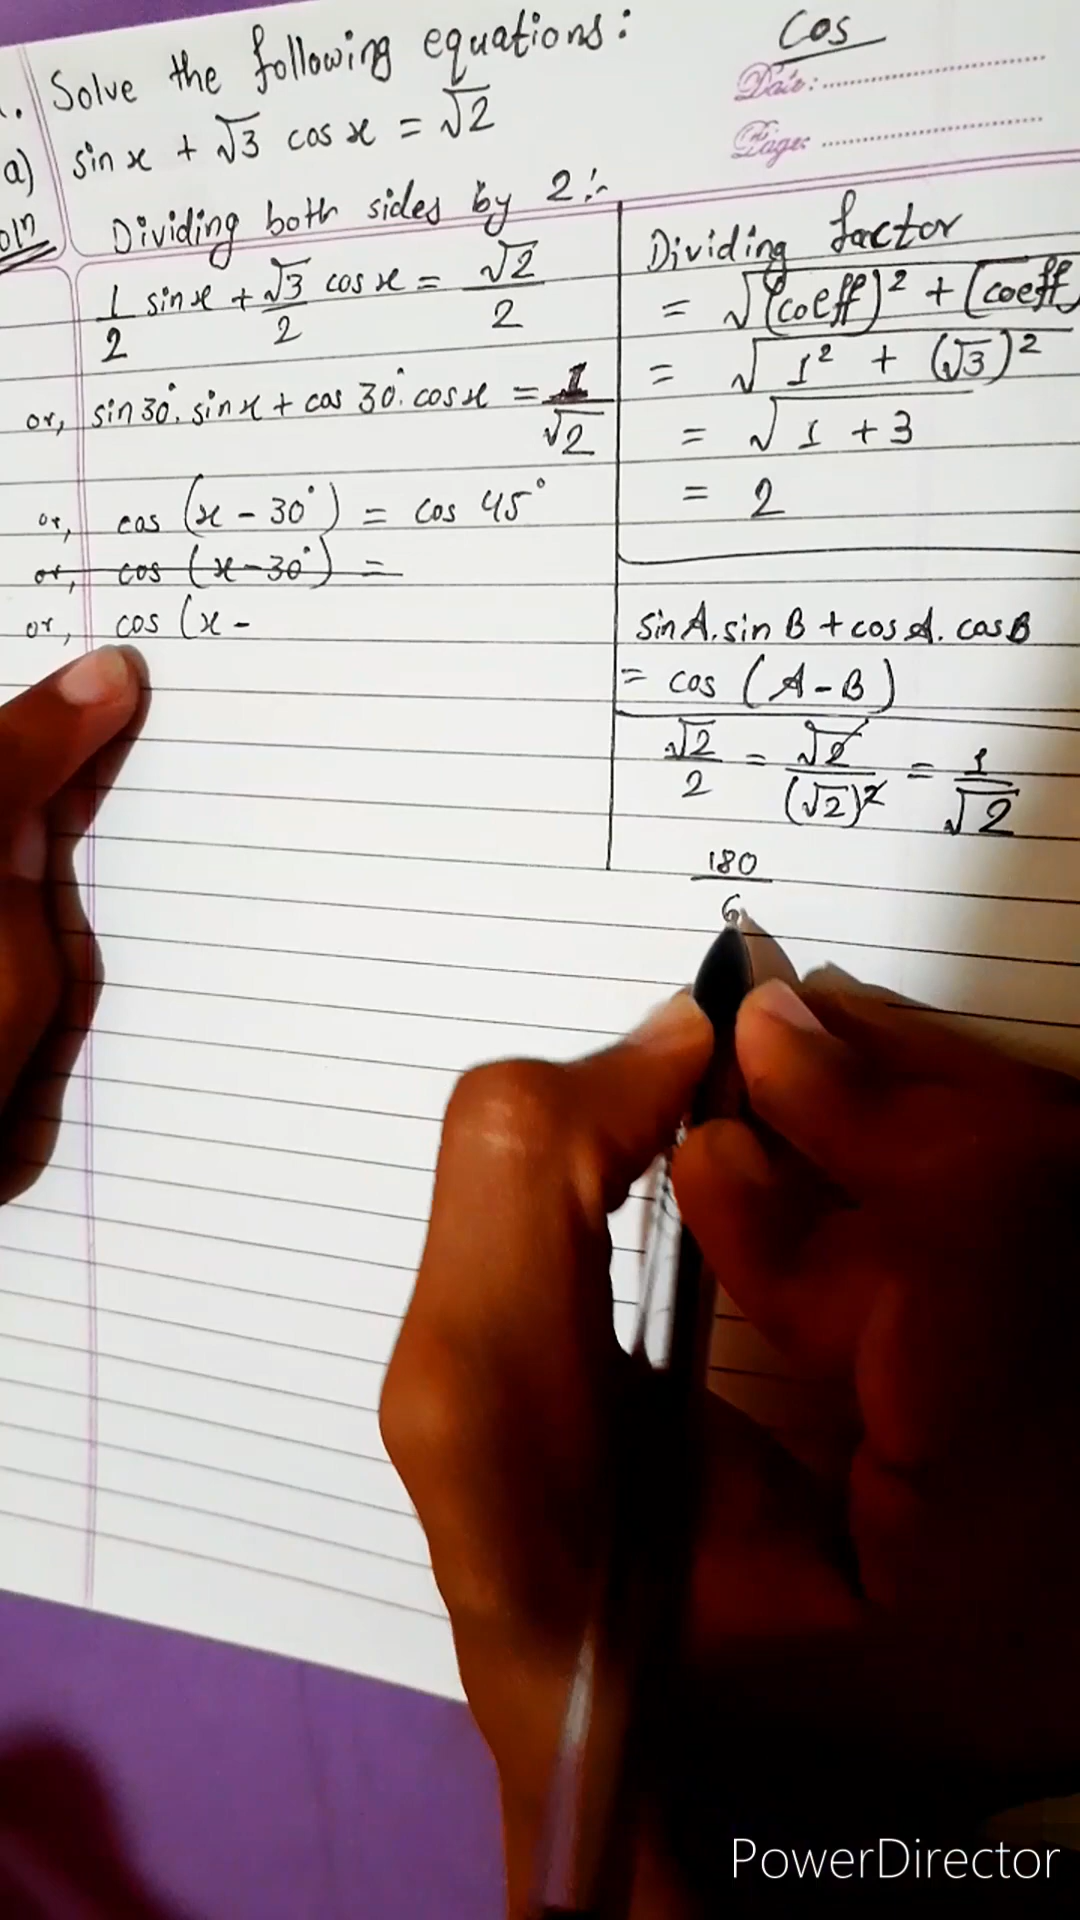 1. Solve the following equations:
a) sin x + √3 cos x = √2
Cos
Date:
Page:
Soln
Dividing both sides by 2:-
1/2 sin x + √3/2 cos x = √2/2
or, sin 30°. sin x + cos 30°. cos x = 1/√2
or, cos (x - 30°) = cos 45°
or, cos (x - 30°) =
or, cos (x -
Dividing factor
= √(coeff)² + (coeff)
= √1² + (√3)²
= √1 + 3
= 2
sin A. sin B + cos A. cos B
= cos (A - B)
√2/2 = √2/(√2)² = 1/√2
180/6
PowerDirector